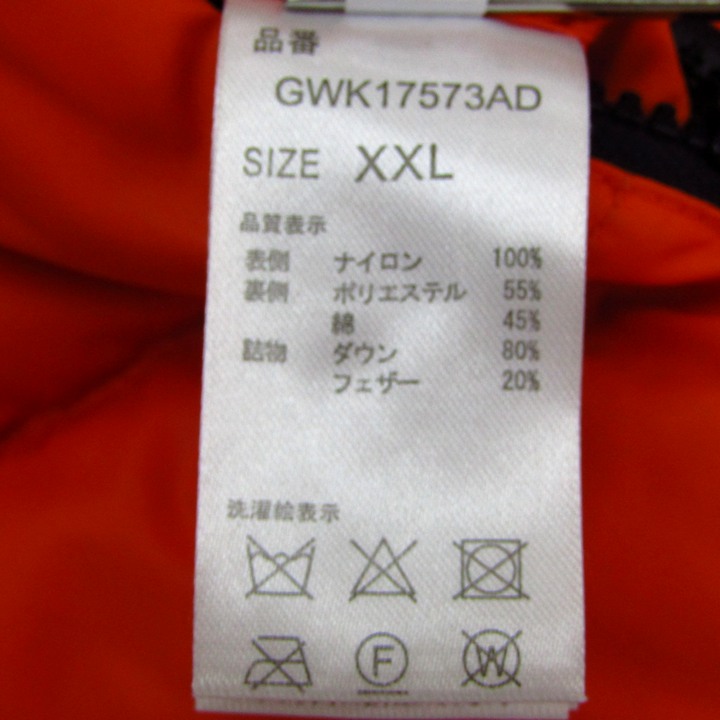 品番
GWK17573AD
SIZE XXL
品質表示
表側 ナイロン 100%
裏側 ポリエステル 55%
綿 45%
詰物 ダウン 80%
フェザー 20%
洗濯絵表示
F W